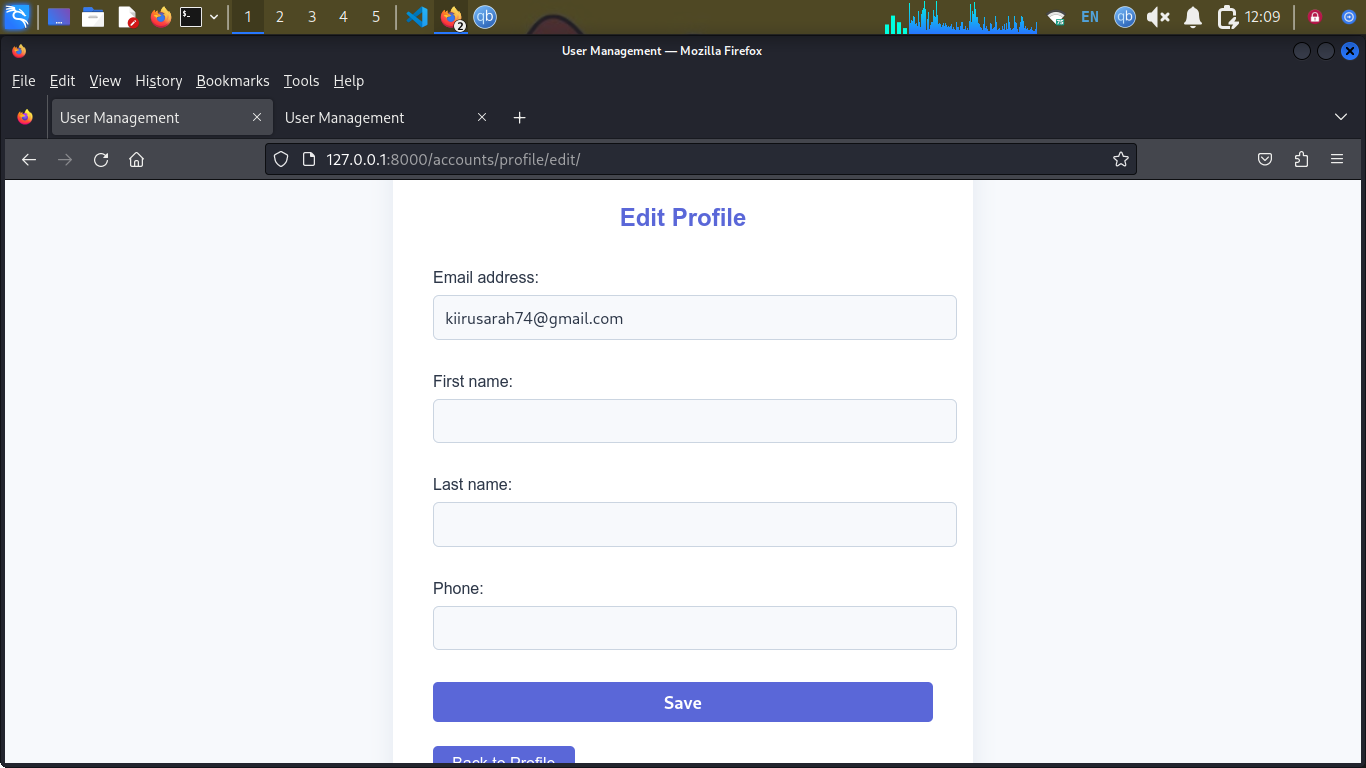 1 2 3 4 5 2 qb EN qb 12:09
User Management — Mozilla Firefox
File Edit View History Bookmarks Tools Help
User Management User Management
127.0.0.1:8000/accounts/profile/edit/
Edit Profile
Email address:
kiirusarah74@gmail.com
First name:
Last name:
Phone:
Save
Back to Profile